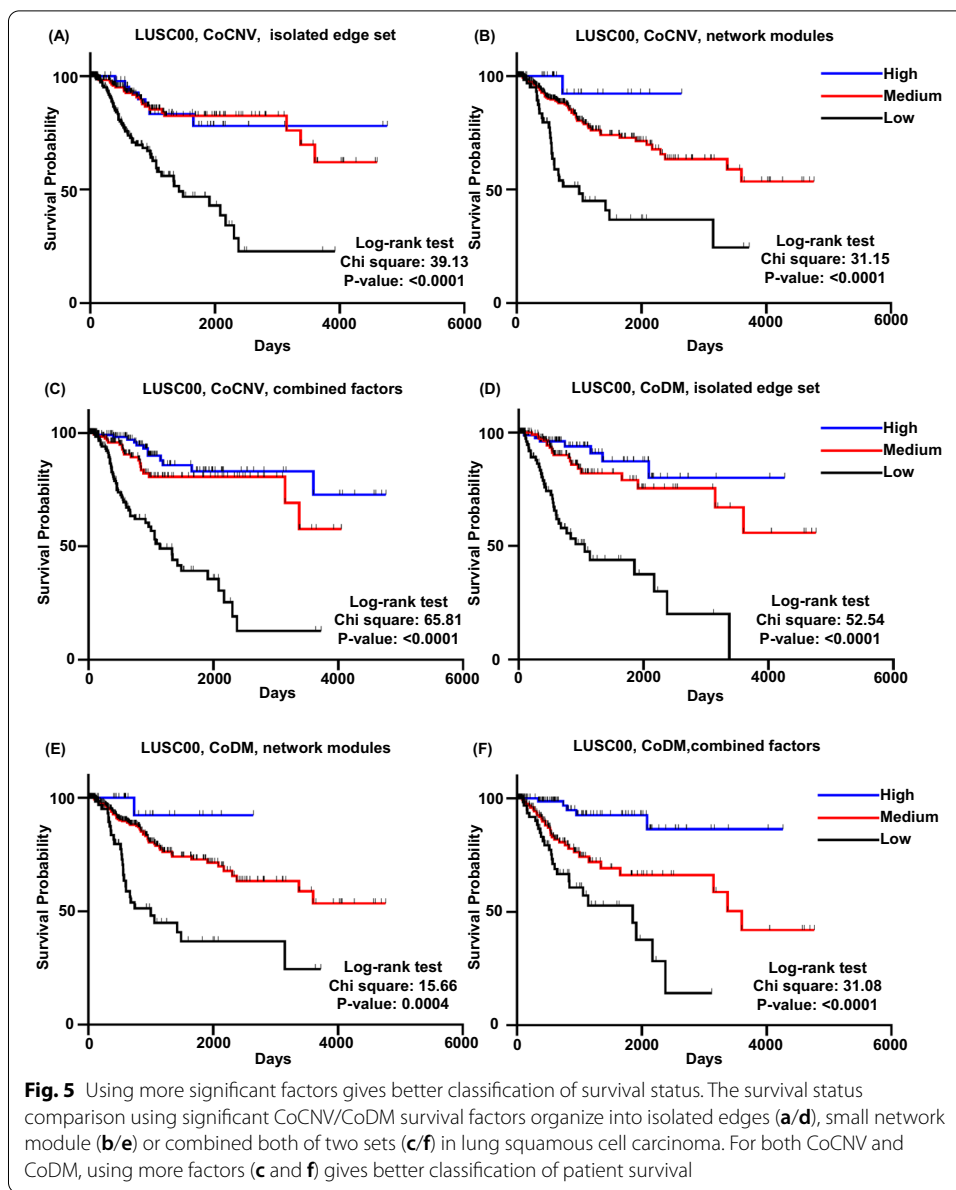 (A) LUSC00, CoCNV, isolated edge set
Survival Probability
100
50
0
0 2000 4000 6000
Days
Log-rank test
Chi square: 39.13
P-value: <0.0001
(B) LUSC00, CoCNV, network modules
High
Medium
Low
Survival Probability
100
50
0
0 2000 4000 6000
Days
Log-rank test
Chi square: 31.15
P-value: <0.0001
(C) LUSC00, CoCNV, combined factors
Survival Probability
100
50
0
0 2000 4000 6000
Days
Log-rank test
Chi square: 65.81
P-value: <0.0001
(D) LUSC00, CoDM, isolated edge set
High
Medium
Low
Survival Probability
100
50
0
0 2000 4000 6000
Days
Log-rank test
Chi square: 52.54
P-value: <0.0001
(E) LUSC00, CoDM, network modules
Survival Probability
100
50
0
0 2000 4000 6000
Days
Log-rank test
Chi square: 15.66
P-value: 0.0004
(F) LUSC00, CoDM,combined factors
High
Medium
Low
Survival Probability
100
50
0
0 2000 4000 6000
Days
Log-rank test
Chi square: 31.08
P-value: <0.0001
Fig. 5 Using more significant factors gives better classification of survival status. The survival status
comparison using significant CoCNV/CoDM survival factors organize into isolated edges (a/d), small network
module (b/e) or combined both of two sets (c/f) in lung squamous cell carcinoma. For both CoCNV and
CoDM, using more factors (c and f) gives better classification of patient survival